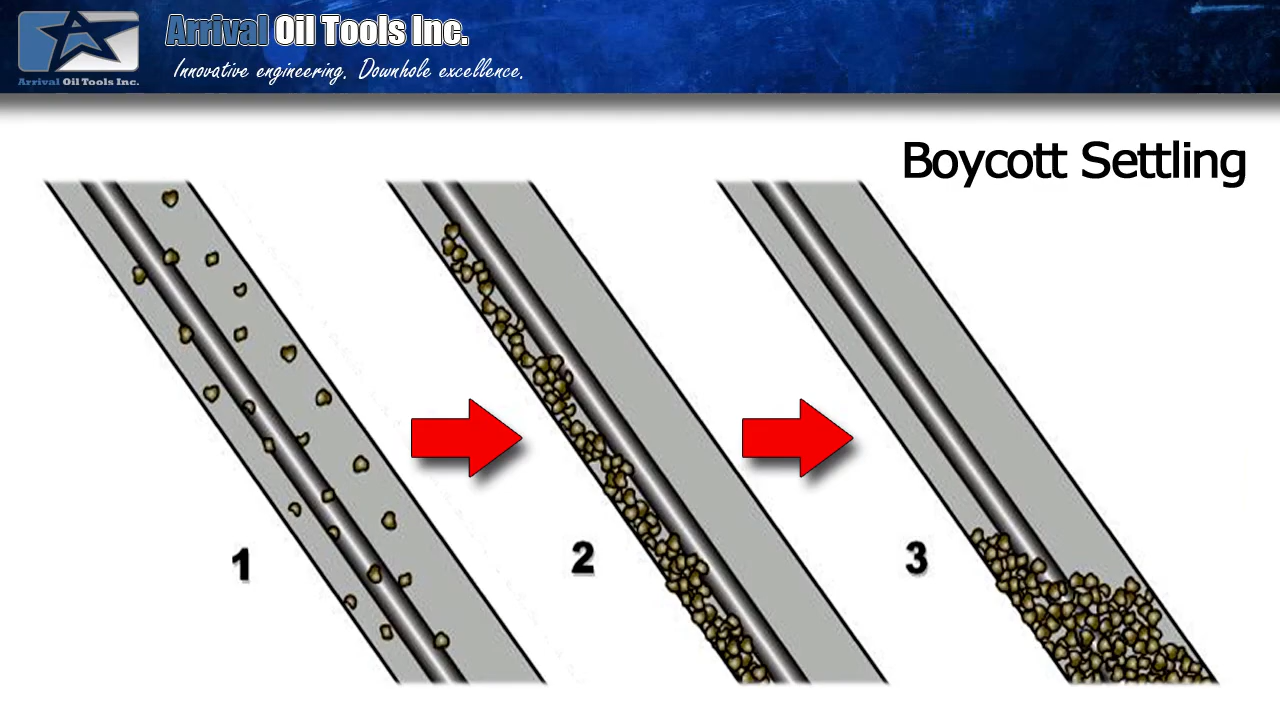 Arrival Oil Tools Inc.
Innovative engineering. Downhole excellence.
Arrival Oil Tools Inc.
Boycott Settling
1
2
3